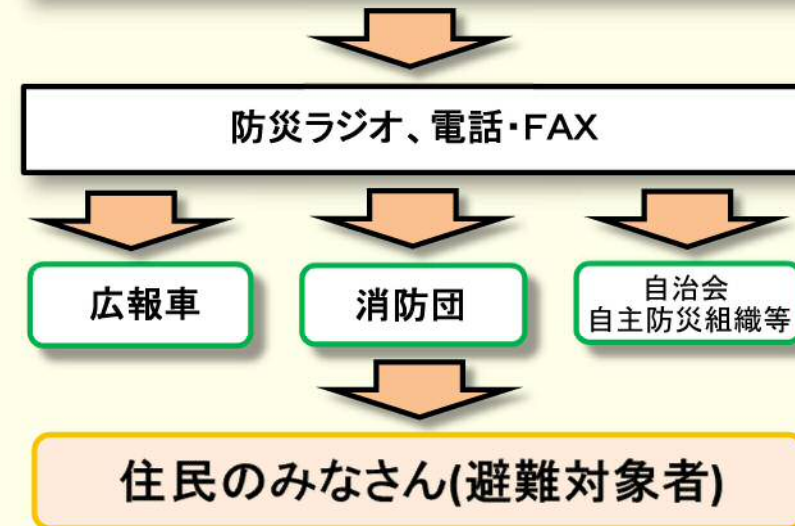 防災ラジオ、電話・FAX
広報車
消防団
自治会
自主防災組織等
住民のみなさん(避難対象者)